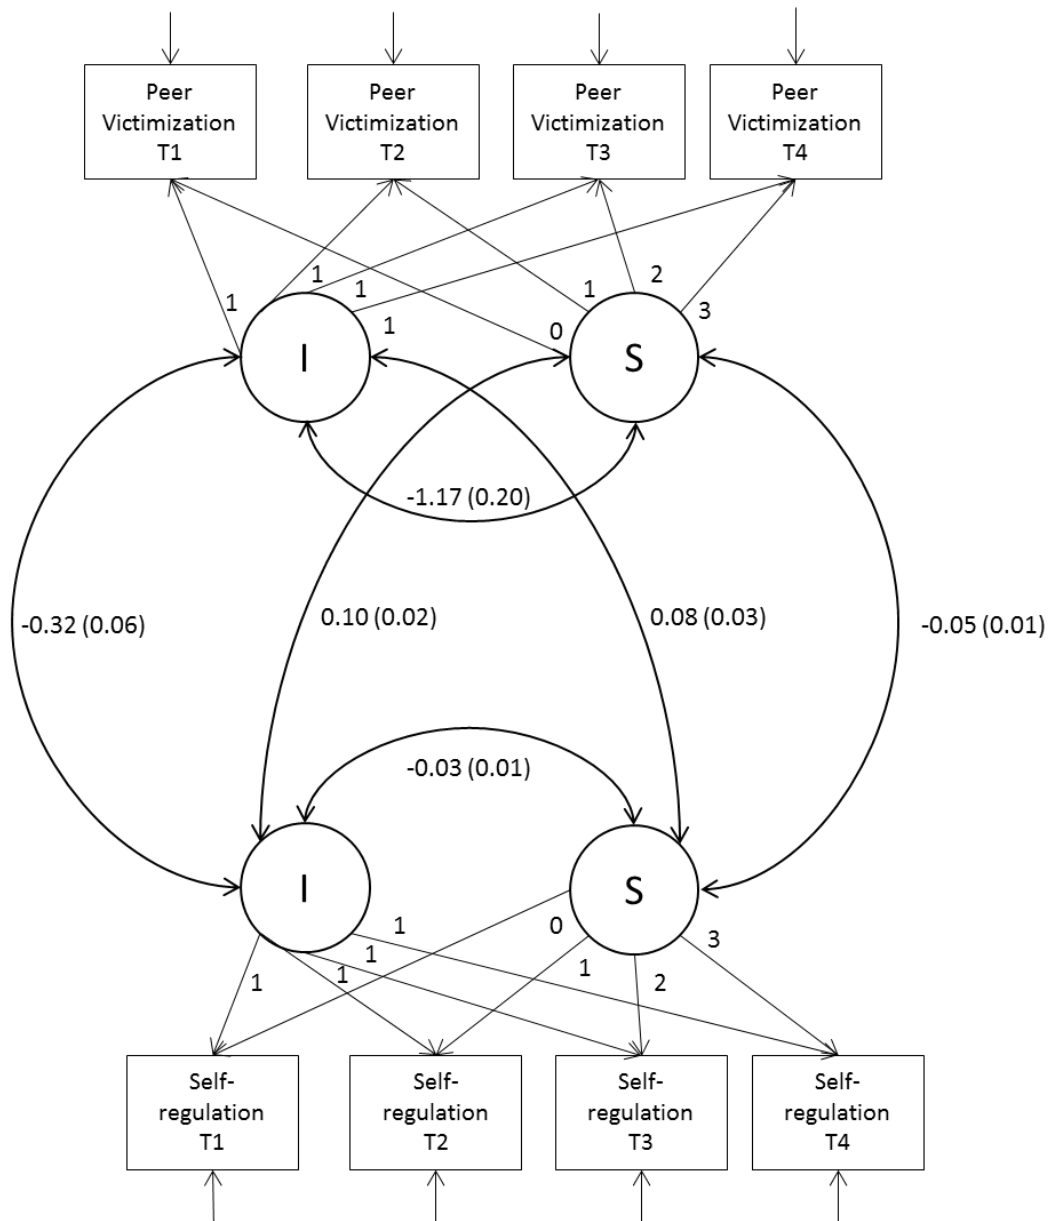 Peer
Victimization
T1
Peer
Victimization
T2
Peer
Victimization
T3
Peer
Victimization
T4
1
1
1
1
0
1
2
3
I
S
-1.17 (0.20)
-0.32 (0.06)
0.10 (0.02)
0.08 (0.03)
-0.05 (0.01)
-0.03 (0.01)
I
S
1
1
1
1
0
1
2
3
Self-
regulation
T1
Self-
regulation
T2
Self-
regulation
T3
Self-
regulation
T4